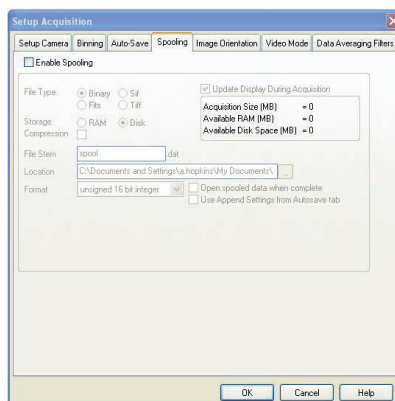 Setup Acquisition
Setup Camera Binning Auto-Save Spooling Image Orientation Video Mode Data Averaging Filters
Enable Spooling
File Type Binary Sif
Fits Tiff
Update Display During Acquisition
Acquisition Size (MB) = 0
Available RAM (MB) = 0
Available Disk Space (MB) = 0
Storage RAM Disk
Compression
File Stem spool .dat
Location C:\Documents and Settings\a.hopkins\My Documents\ ...
Format unsigned 16 bit integer
Open spooled data when complete
Use Append Settings from Autosave tab
OK Cancel Help